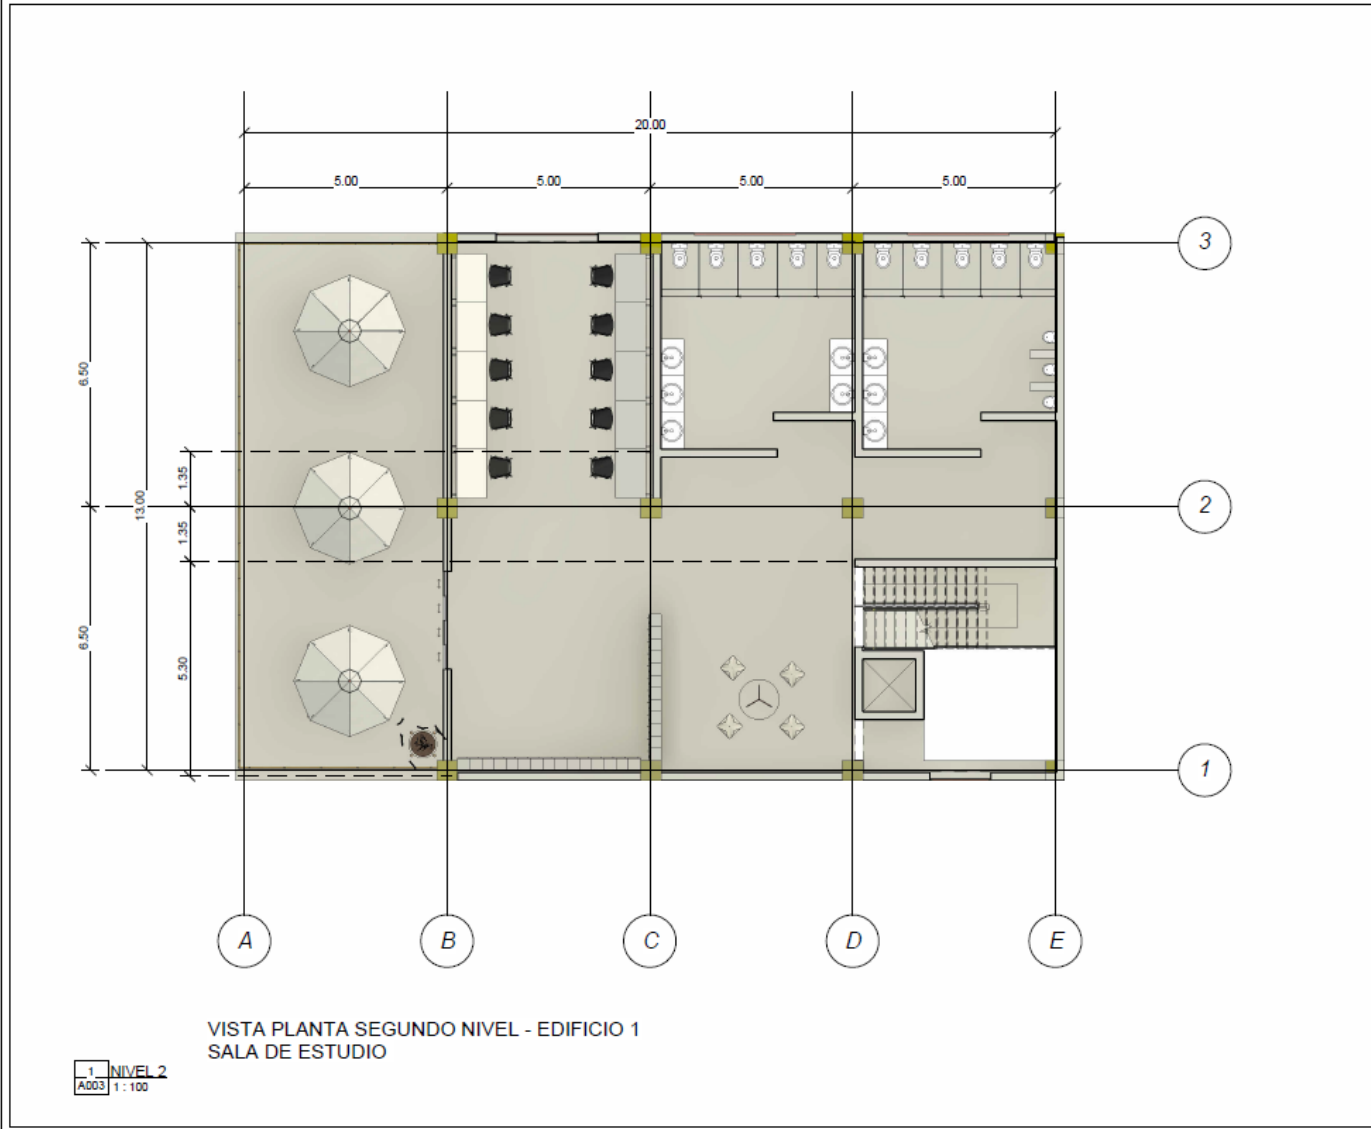 20.00
5.00 5.00 5.00 5.00
3
6.50
1.35
13.00
2
1.35
6.50
5.30
1
A B C D E
VISTA PLANTA SEGUNDO NIVEL - EDIFICIO 1
SALA DE ESTUDIO
1 NIVEL 2
A003 1 : 100